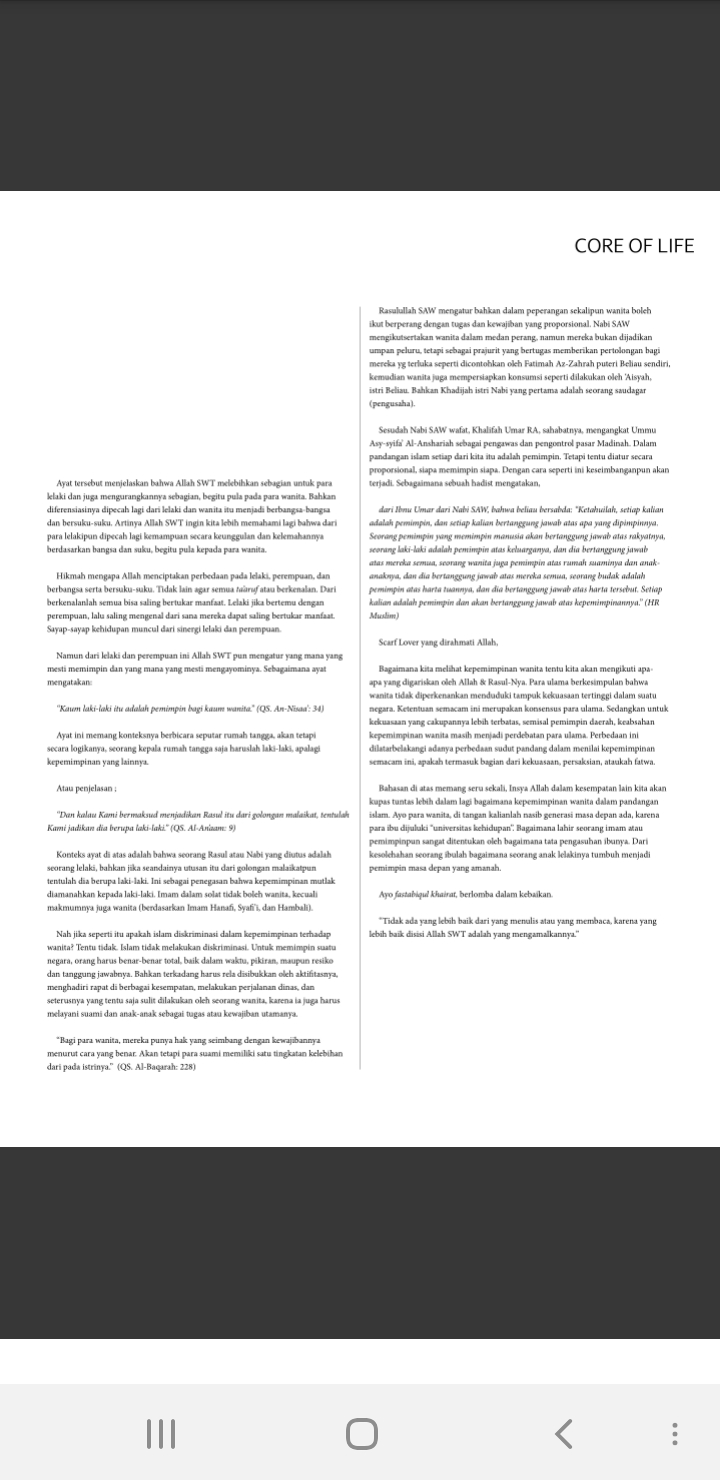 CORE OF LIFE
Ayat tersebut menjelaskan bahwa Allah SWT melebihkan sebagian untuk para
lelaki dan juga mengurangkannya sebagian, begitu pula pada para wanita. Bahkan
diferensiasinya dipecah lagi dari lelaki dan wanita itu menjadi berbangsa-bangsa
dan bersuku-suku. Artinya Allah SWT ingin kita lebih memahami lagi bahwa dari
para lelakipun dipecah lagi kemampuan secara keunggulan dan kelemahannya
berdasarkan bangsa dan suku, begitu pula kepada para wanita.
Hikmah mengapa Allah menciptakan perbedaan pada lelaki, perempuan, dan
berbangsa serta bersuku-suku. Tidak lain agar semua ta'aruf atau berkenalan. Dari
berkenalanlah semua bisa saling bertukar manfaat. Lelaki jika bertemu dengan
perempuan, lalu saling mengenal dari sana mereka dapat saling bertukar manfaat.
Sayap-sayap kehidupan muncul dari sinergi lelaki dan perempuan.
Namun dari lelaki dan perempuan ini Allah SWT pun mengatur yang mana yang
mesti memimpin dan yang mana yang mesti mengayominya. Sebagaimana ayat
mengatakan:
"Kaum laki-laki itu adalah pemimpin bagi kaum wanita." (QS. An-Nisaa': 34)
Ayat ini memang konteksnya berbicara seputar rumah tangga, akan tetapi
secara logikanya, seorang kepala rumah tangga saja haruslah laki-laki, apalagi
kepemimpinan yang lainnya.
Atau penjelasan ;
"Dan kalau Kami bermaksud menjadikan Rasul itu dari golongan malaikat, tentulah
Kami jadikan dia berupa laki-laki." (QS. Al-An'aam: 9)
Konteks ayat di atas adalah bahwa seorang Rasul atau Nabi yang diutus adalah
seorang lelaki, bahkan jika seandainya utusan itu dari golongan malaikatpun
tentulah dia berupa laki-laki. Ini sebagai penegasan bahwa kepemimpinan mutlak
diamanahkan kepada laki-laki. Imam dalam solat tidak boleh wanita, kecuali
makmumnya juga wanita (berdasarkan Imam Hanafi, Syafi'i, dan Hambali).
Nah jika seperti itu apakah islam diskriminasi dalam kepemimpinan terhadap
wanita? Tentu tidak. Islam tidak melakukan diskriminasi. Untuk memimpin suatu
negara, orang harus benar-benar total, baik dalam waktu, pikiran, maupun resiko
dan tanggung jawabnya. Bahkan terkadang harus rela disibukkan oleh aktifitasnya,
menghadiri rapat di berbagai kesempatan, melakukan perjalanan dinas, dan
seterusnya yang tentu saja sulit dilakukan oleh seorang wanita, karena ia juga harus
melayani suami dan anak-anak sebagai tugas atau kewajiban utamanya.
"Bagi para wanita, mereka punya hak yang seimbang dengan kewajibannya
menurut cara yang benar. Akan tetapi para suami memiliki satu tingkatan kelebihan
dari pada istrinya." (QS. Al-Baqarah: 228)
Rasulullah SAW mengatur bahkan dalam peperangan sekalipun wanita boleh
ikut berperang dengan tugas dan kewajiban yang proporsional. Nabi SAW
mengikutsertakan wanita dalam medan perang, namun mereka bukan dijadikan
umpan peluru, tetapi sebagai prajurit yang bertugas memberikan pertolongan bagi
mereka yg terluka seperti dicontohkan oleh Fatimah Az-Zahrah puteri Beliau sendiri,
kemudian wanita juga mempersiapkan konsumsi seperti dilakukan oleh 'Aisyah,
istri Beliau. Bahkan Khadijah istri Nabi yang pertama adalah seorang saudagar
(pengusaha).
Sesudah Nabi SAW wafat, Khalifah Umar RA, sahabatnya, mengangkat Ummu
Asy-syifa' Al-Anshariah sebagai pengawas dan pengontrol pasar Madinah. Dalam
pandangan islam setiap dari kita itu adalah pemimpin. Tetapi tentu diatur secara
proporsional, siapa memimpin siapa. Dengan cara seperti ini keseimbanganpun akan
terjadi. Sebagaimana sebuah hadist mengatakan,
dari Ibnu Umar dari Nabi SAW, bahwa beliau bersabda: "Ketahuilah, setiap kalian
adalah pemimpin, dan setiap kalian bertanggung jawab atas apa yang dipimpinnya.
Seorang pemimpin yang memimpin manusia akan bertanggung jawab atas rakyatnya,
seorang laki-laki adalah pemimpin atas keluarganya, dan dia bertanggung jawab
atas mereka semua, seorang wanita juga pemimpin atas rumah suaminya dan anak-
anaknya, dan dia bertanggung jawab atas mereka semua, seorang budak adalah
pemimpin atas harta tuannya, dan dia bertanggung jawab atas harta tersebut. Setiap
kalian adalah pemimpin dan akan bertanggung jawab atas kepemimpinannya." (HR
Muslim)
Scarf Lover yang dirahmati Allah,
Bagaimana kita melihat kepemimpinan wanita tentu kita akan mengikuti apa-
apa yang digariskan oleh Allah & Rasul-Nya. Para ulama berkesimpulan bahwa
wanita tidak diperkenankan menduduki tampuk kekuasaan tertinggi dalam suatu
negara. Ketentuan semacam ini merupakan konsensus para ulama. Sedangkan untuk
kekuasaan yang cakupannya lebih terbatas, semisal pemimpin daerah, keabsahan
kepemimpinan wanita masih menjadi perdebatan para ulama. Perbedaan ini
dilatarbelakangi adanya perbedaan sudut pandang dalam menilai kepemimpinan
semacam ini, apakah termasuk bagian dari kekuasaan, persaksian, ataukah fatwa.
Bahasan di atas memang seru sekali, Insya Allah dalam kesempatan lain kita akan
kupas tuntas lebih dalam lagi bagaimana kepemimpinan wanita dalam pandangan
islam. Ayo para wanita, di tangan kalianlah nasib generasi masa depan ada, karena
para ibu dijuluki "universitas kehidupan". Bagaimana lahir seorang imam atau
pemimpinpun sangat ditentukan oleh bagaimana tata pengasuhan ibunya. Dari
kesolehahan seorang ibulah bagaimana seorang anak lelakinya tumbuh menjadi
pemimpin masa depan yang amanah.
Ayo fastabiqul khairat, berlomba dalam kebaikan.
"Tidak ada yang lebih baik dari yang menulis atau yang membaca, karena yang
lebih baik disisi Allah SWT adalah yang mengamalkannya."